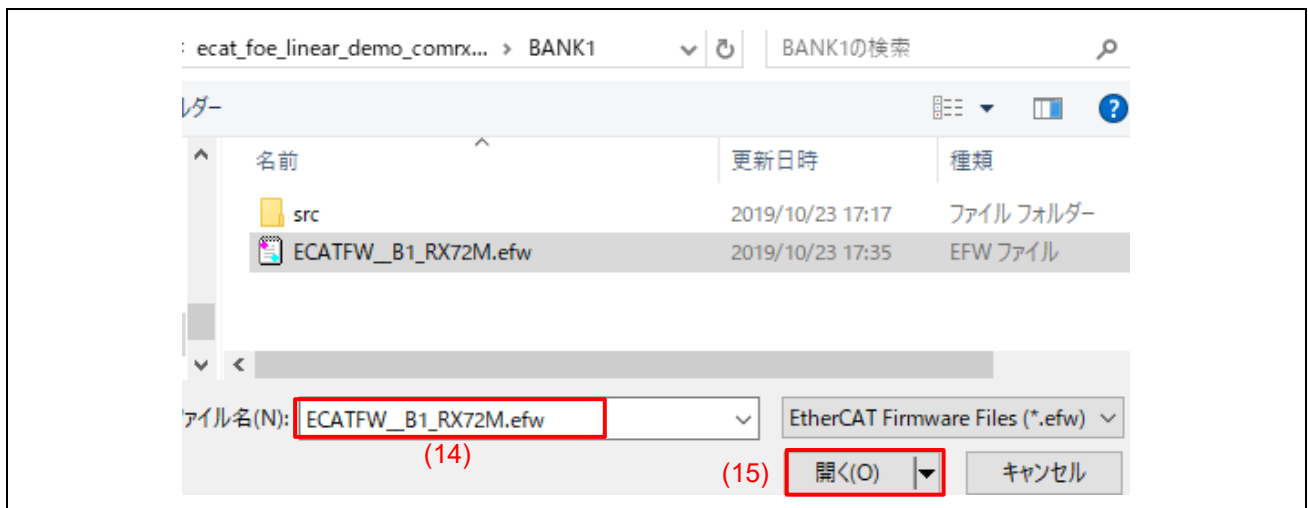 ecat_foe_linear_demo_comrx... > BANK1 BANK1の検索
ルダー
名前 更新日時 種類
src 2019/10/23 17:17 ファイル フォルダー
ECATFW__B1_RX72M.efw 2019/10/23 17:35 EFW ファイル
ァイル名(N): ECATFW__B1_RX72M.efw EtherCAT Firmware Files (*.efw)
(14)
(15) 開く(O) キャンセル